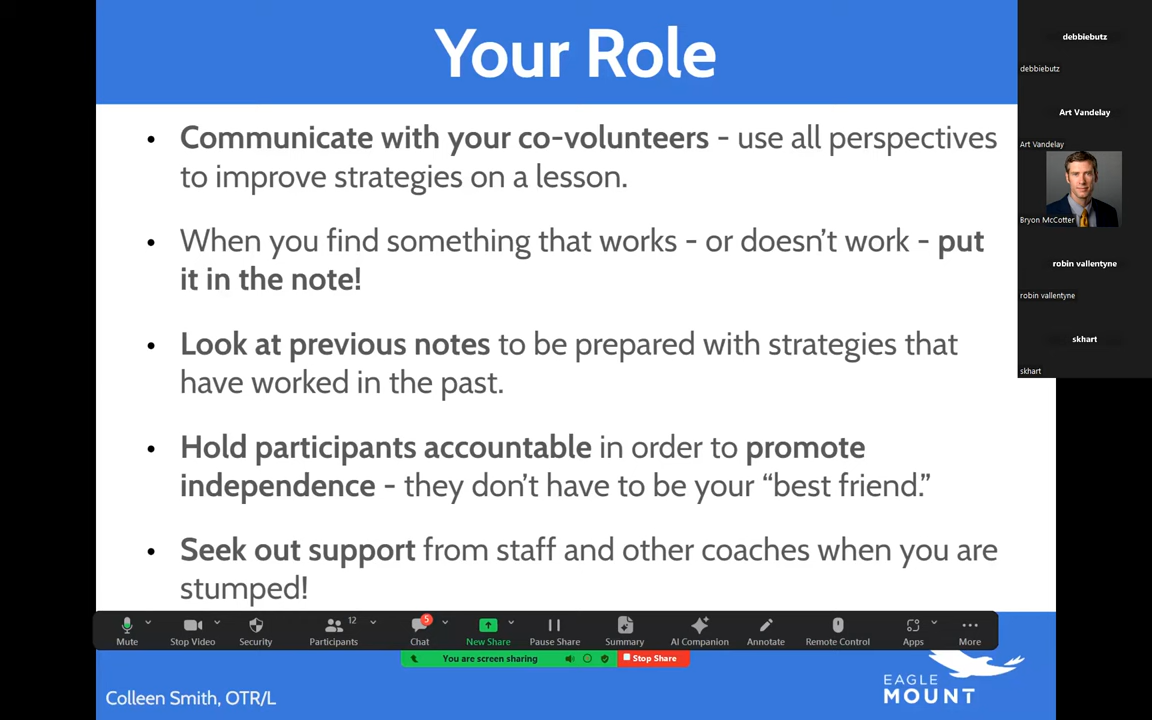 Your Role
• Communicate with your co-volunteers - use all perspectives
to improve strategies on a lesson.
• When you find something that works - or doesn't work - put
it in the note!
• Look at previous notes to be prepared with strategies that
have worked in the past.
• Hold participants accountable in order to promote
independence - they don't have to be your “best friend.”
• Seek out support from staff and other coaches when you are
stumped!
debbiebutz
debbiebutz
Art Vandelay
Art Vandelay
Bryon McCotter
robin vallentyne
robin vallentyne
skhart
skhart
12
5
Mute Stop Video Security Participants Chat New Share Pause Share Summary AI Companion Annotate Remote Control Apps More
You are screen sharing Stop Share
Colleen Smith, OTR/L
EAGLE
MOUNT